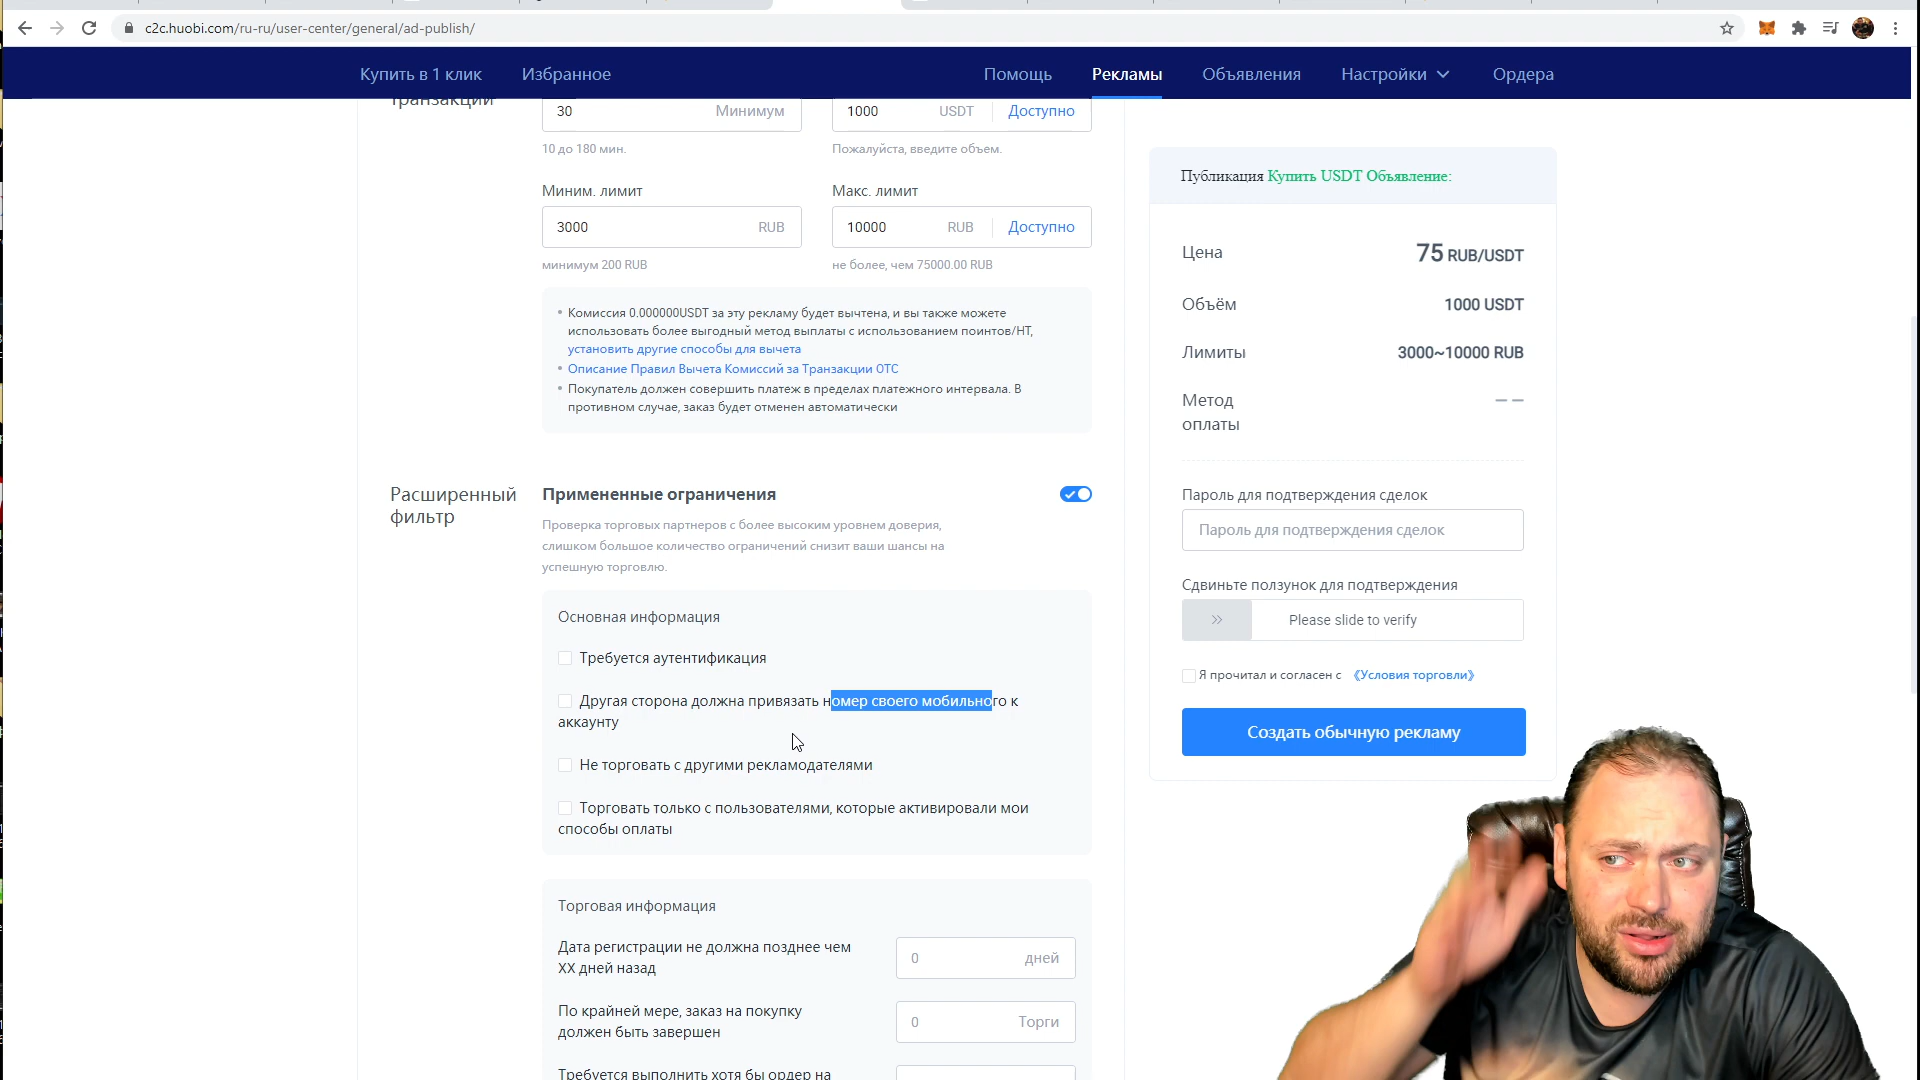 c2c.huobi.com/ru-ru/user-center/general/ad-publish/
Купить в 1 клик Избранное Помощь Рекламы Объявления Настройки Ордера
транзакции
30 Минимум 1000 USDT Доступно
10 до 180 мин. Пожалуйста, введите объем.
Миним. лимит Макс. лимит
3000 RUB 10000 RUB Доступно
минимум 200 RUB не более, чем 75000.00 RUB
• Комиссия 0.000000USDT за эту рекламу будет вычтена, и вы также можете
использовать более выгодный метод выплаты с использованием поинтов/HT,
установить другие способы для вычета
• Описание Правил Вычета Комиссий за Транзакции OTC
• Покупатель должен совершить платеж в пределах платежного интервала. В
противном случае, заказ будет отменен автоматически
Расширенный
фильтр
Примененные ограничения
Проверка торговых партнеров с более высоким уровнем доверия,
слишком большое количество ограничений снизит ваши шансы на
успешную торговлю.
Основная информация
Требуется аутентификация
Другая сторона должна привязать номер своего мобильного к
аккаунту
Не торговать с другими рекламодателями
Торговать только с пользователями, которые активировали мои
способы оплаты
Торговая информация
Дата регистрации не должна позднее чем
XX дней назад
0 дней
По крайней мере, заказ на покупку
должен быть завершен
0 Торги
Требуется выполнить хотя бы ордер на
Публикация Купить USDT Объявление:
Цена 75 RUB/USDT
Объём 1000 USDT
Лимиты 3000~10000 RUB
Метод
оплаты
— —
Пароль для подтверждения сделок
Пароль для подтверждения сделок
Сдвиньте ползунок для подтверждения
Please slide to verify
Я прочитал и согласен с 《Условия торговли》
Создать обычную рекламу